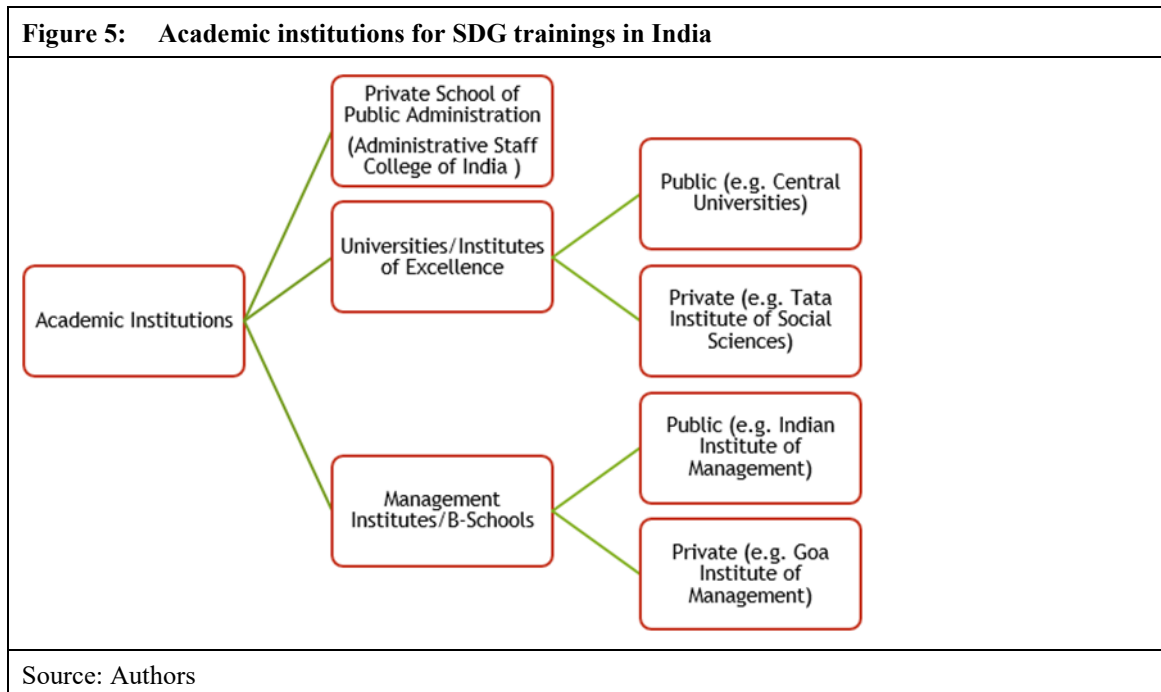 Figure 5: Academic institutions for SDG trainings in India
Private School of
Public Administration
(Administrative Staff
College of India )
Public (e.g. Central
Universities)
Universities/Institutes
of Excellence
Private (e.g. Tata
Institute of Social
Sciences)
Academic Institutions
Public (e.g. Indian
Institute of
Management)
Management
Institutes/B-Schools
Private (e.g. Goa
Institute of
Management)
Source: Authors